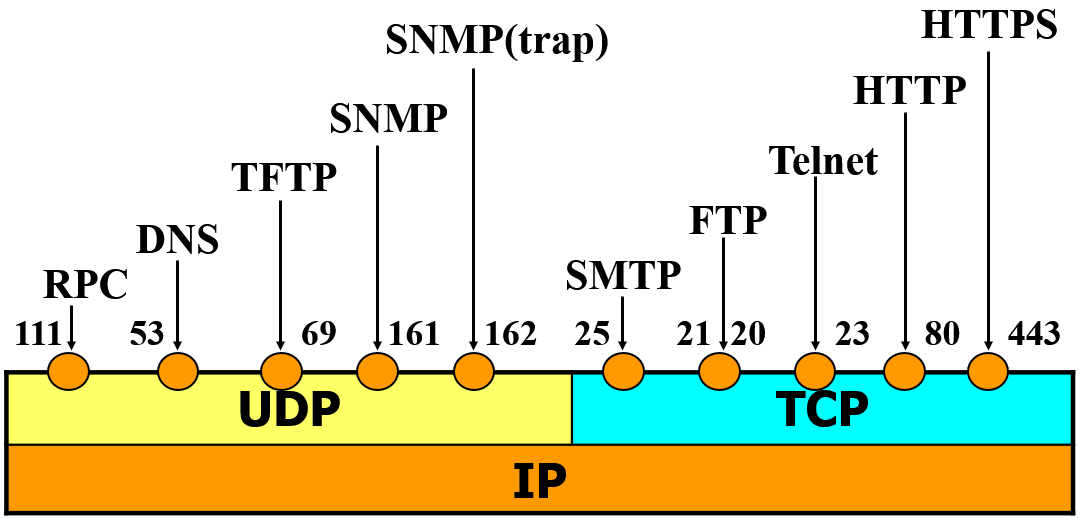 HTTPS
SNMP(trap)
HTTP
SNMP
Telnet
TFTP
FTP
DNS
SMTP
RPC
111 53 69 161 162 25 21 20 23 80 443
UDP TCP
IP